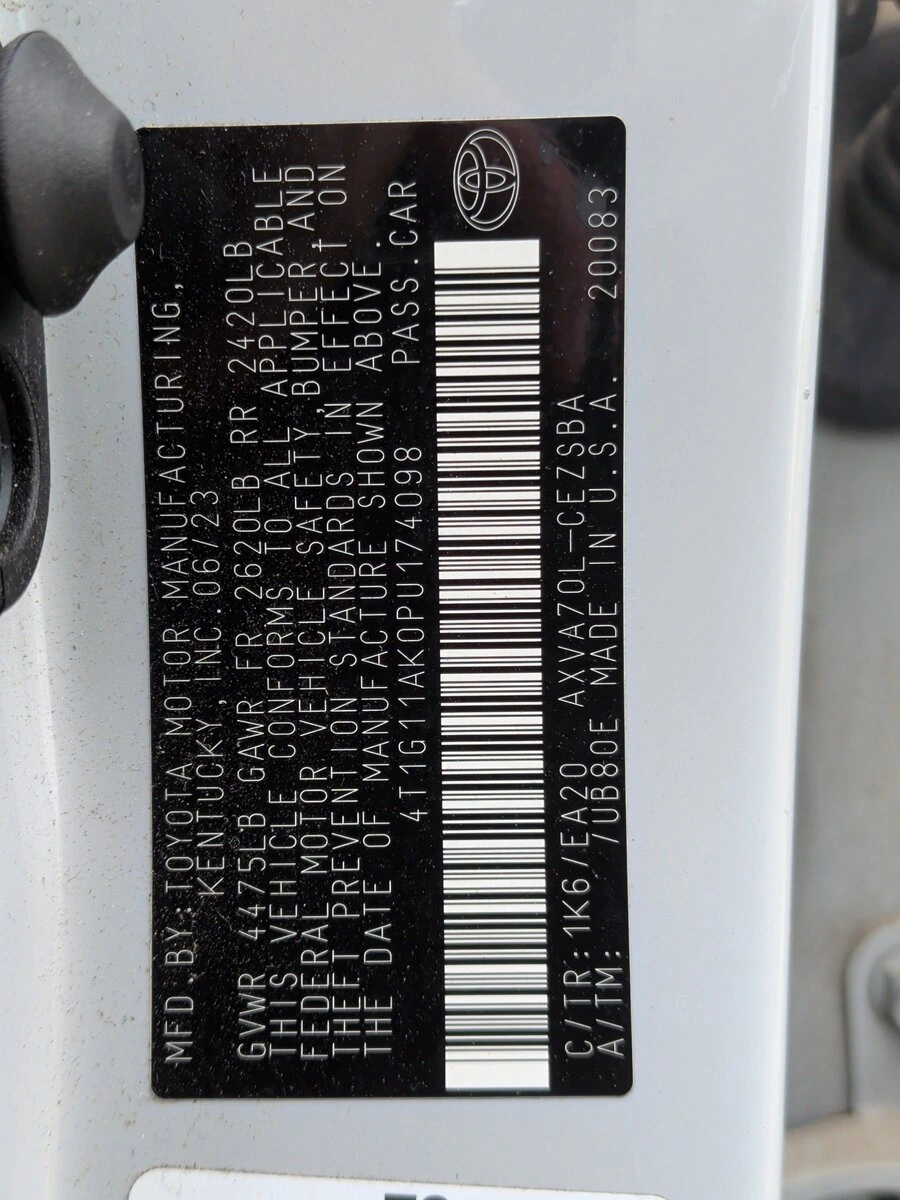 MFD.BY: TOYOTA MOTOR MANUFACTURING,
KENTUCKY, INC.06/23
GVWR 4475LB GAWR FR 2620LB RR 2420LB
THIS VEHICLE CONFORMS TO ALL APPLICABLE
FEDERAL MOTOR VEHICLE SAFETY, BUMPER, AND
THEFT PREVENTION STANDARDS IN EFFECT ON
THE DATE OF MANUFACTURE SHOWN ABOVE.
4T1G11AK0PU174098 PASS.CAR
C/TR: 1K6/EA20 AXVA70L-CEZSBA
A/TM: /UB80E MADE IN U.S.A. 20083